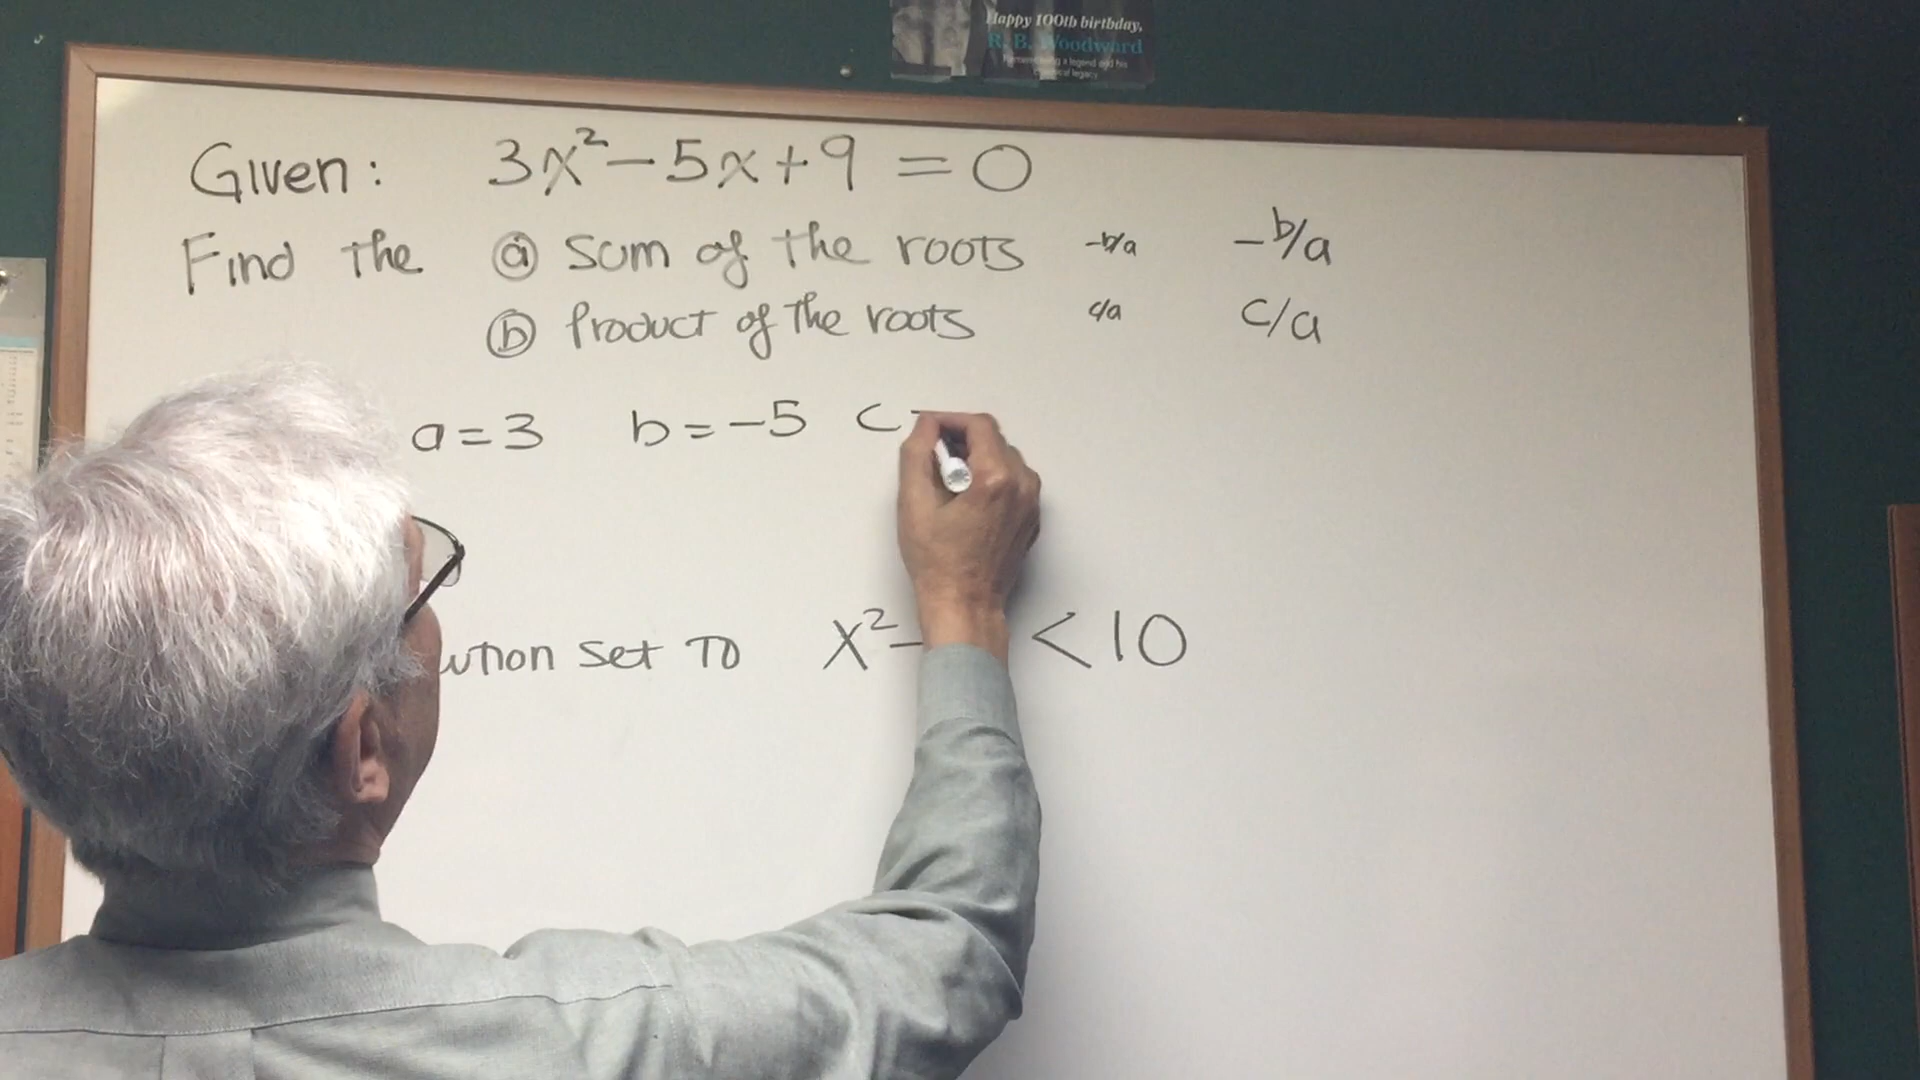 Happy 100th birthday,
R. B. Woodward
Given: 3x²-5x+9 = 0
Find The ⓐ Sum of The roots -b/a -b/a
ⓑ Product of The roots c/a c/a
a=3 b=-5 c=
Set To x²- <10